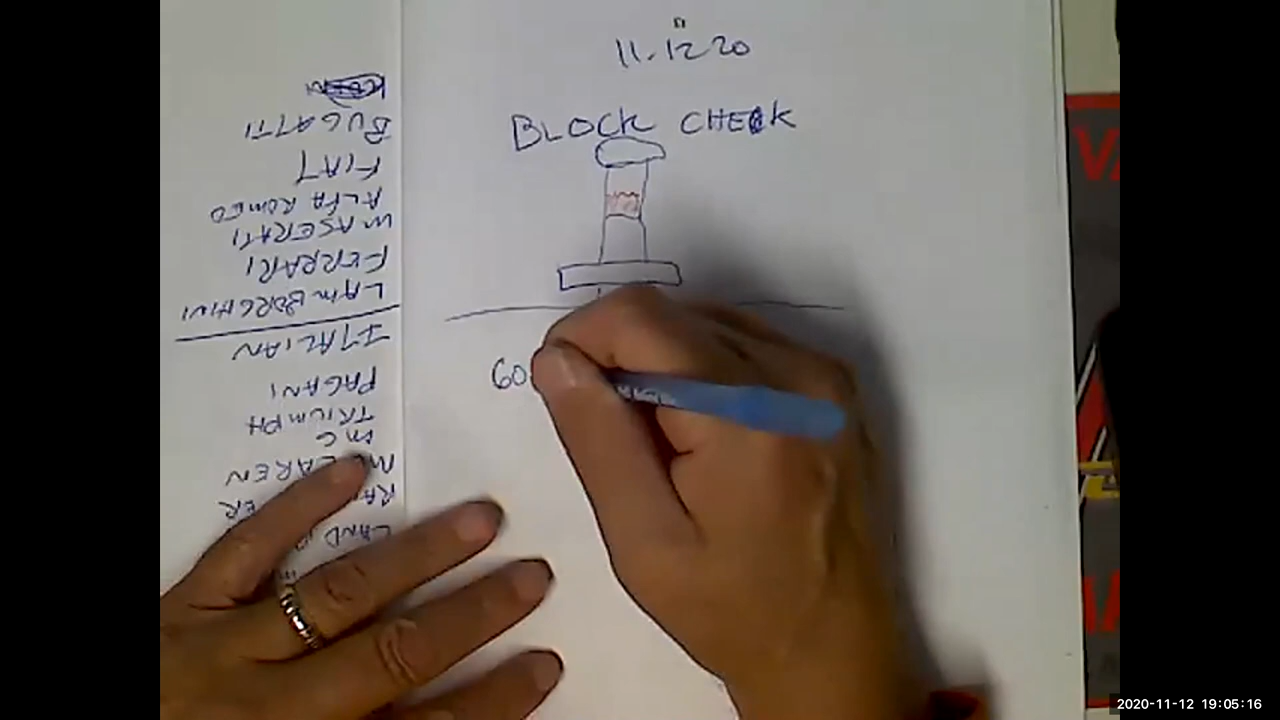 11.12 20
BLOCK CHECK
60
BUGATTI
FIAT
ALFA ROMEO
MASERATI
FERRARI
LAMBORGHINI
ITALIAN
PAGANI
TRIUMPH
MG
LAND
2020-11-12 19:05:16